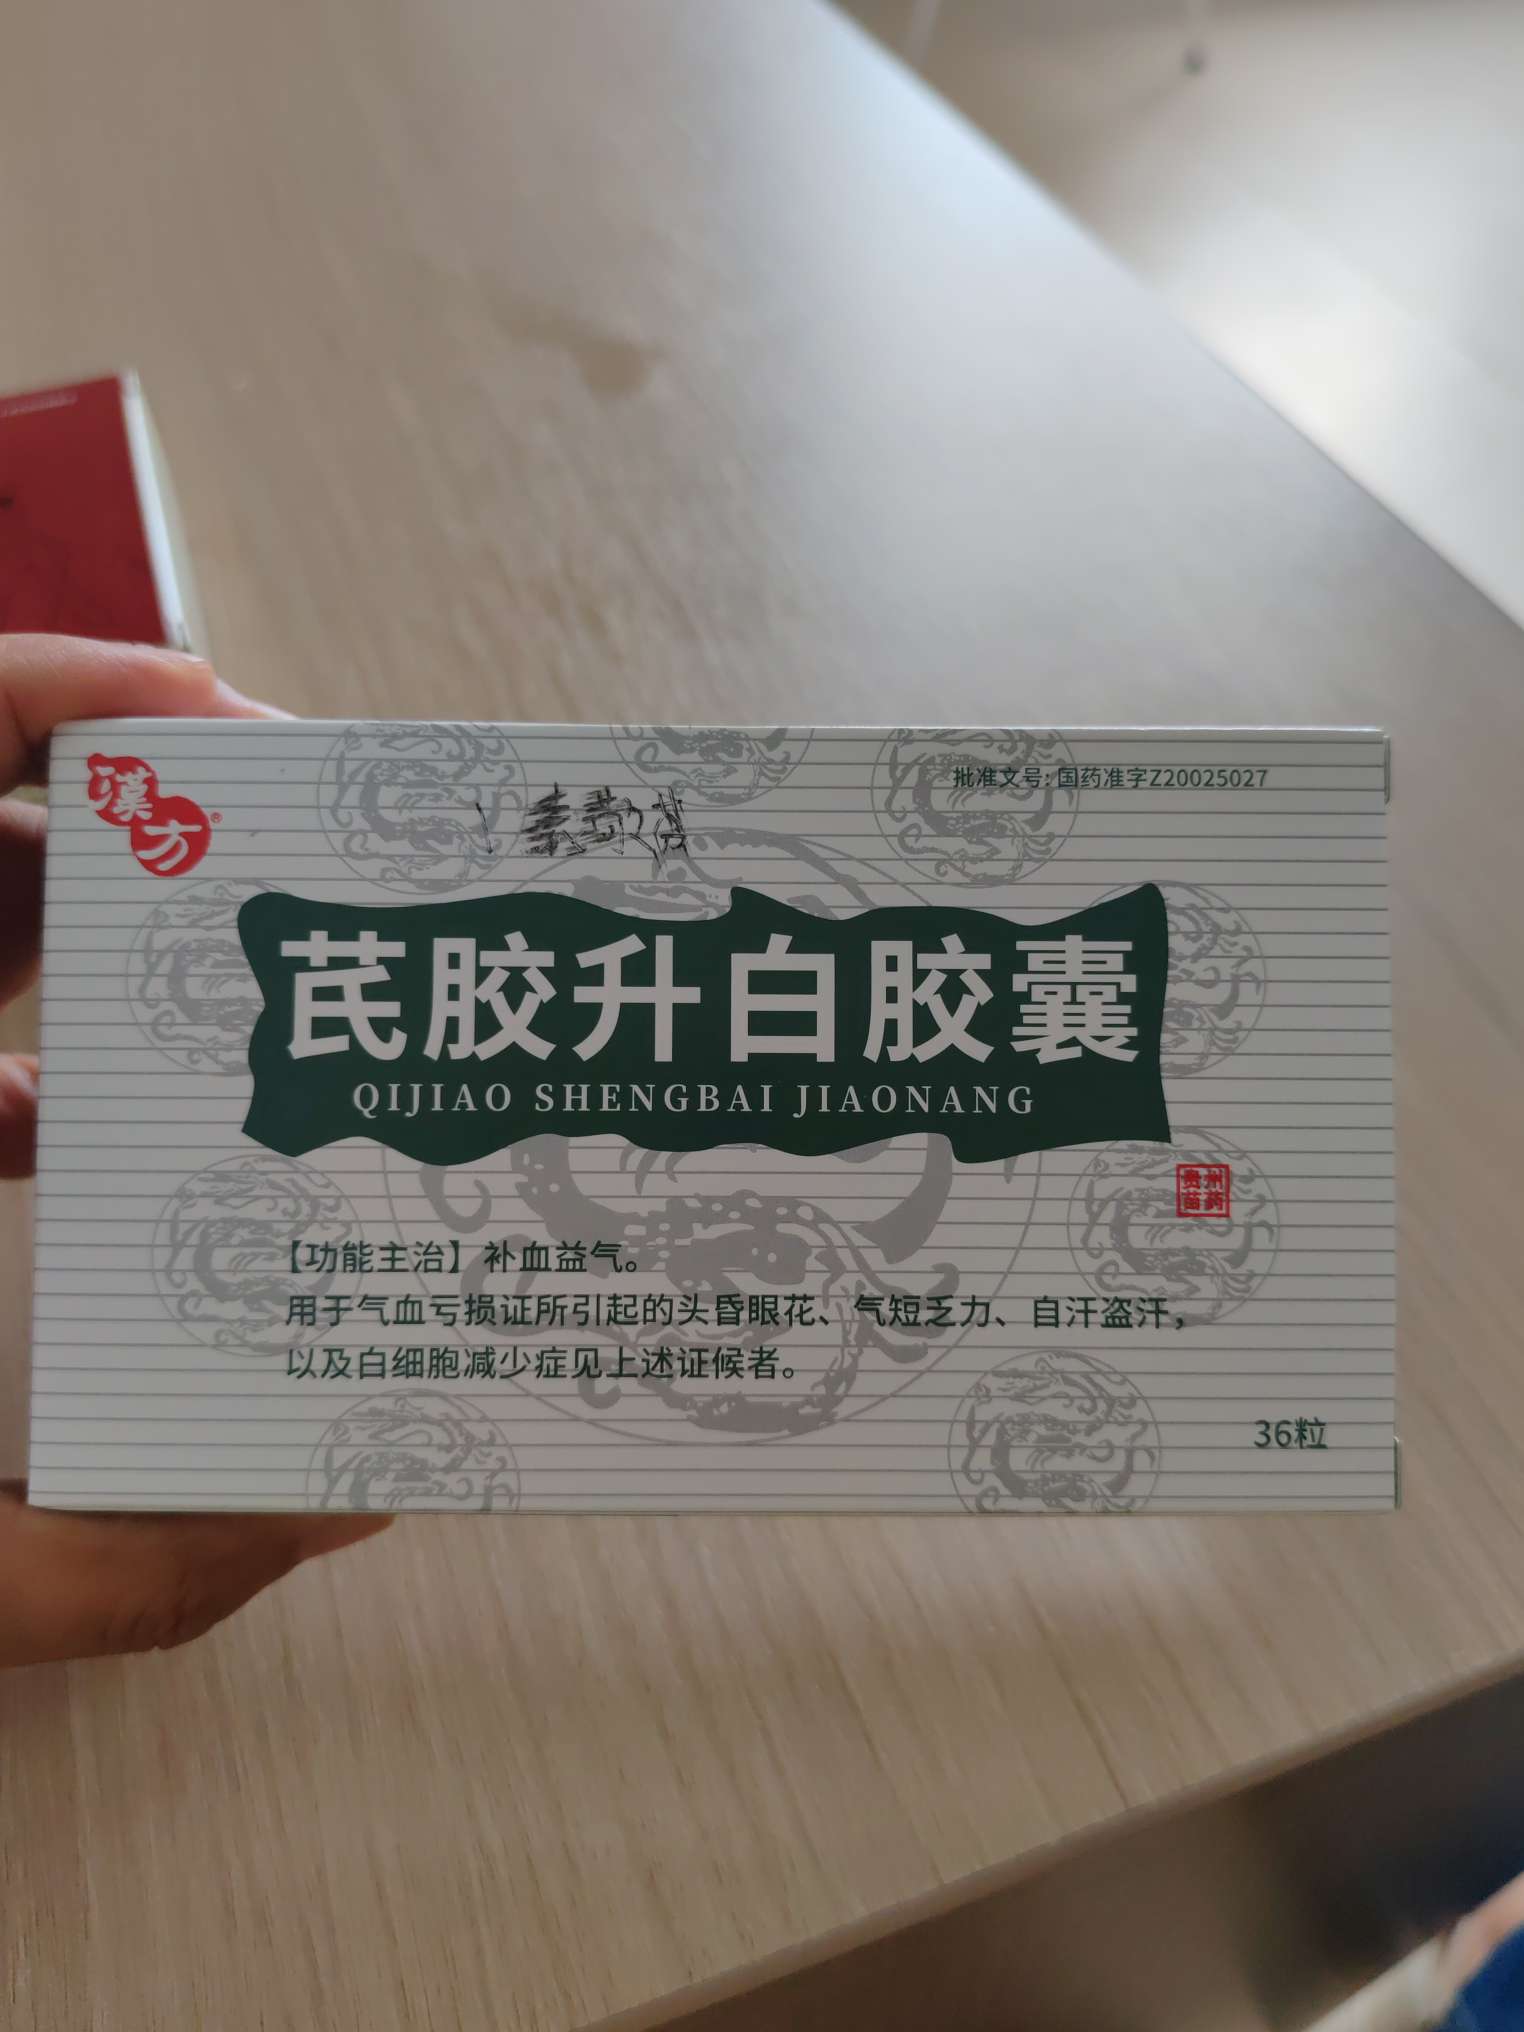 漢方®
批准文号：国药准字Z20025027
芪胶升白胶囊
QIJIAO SHENGBAI JIAONANG
贵州
苗药
【功能主治】补血益气。
用于气血亏损证所引起的头昏眼花、气短乏力、自汗盗汗，
以及白细胞减少症见上述证候者。
36粒